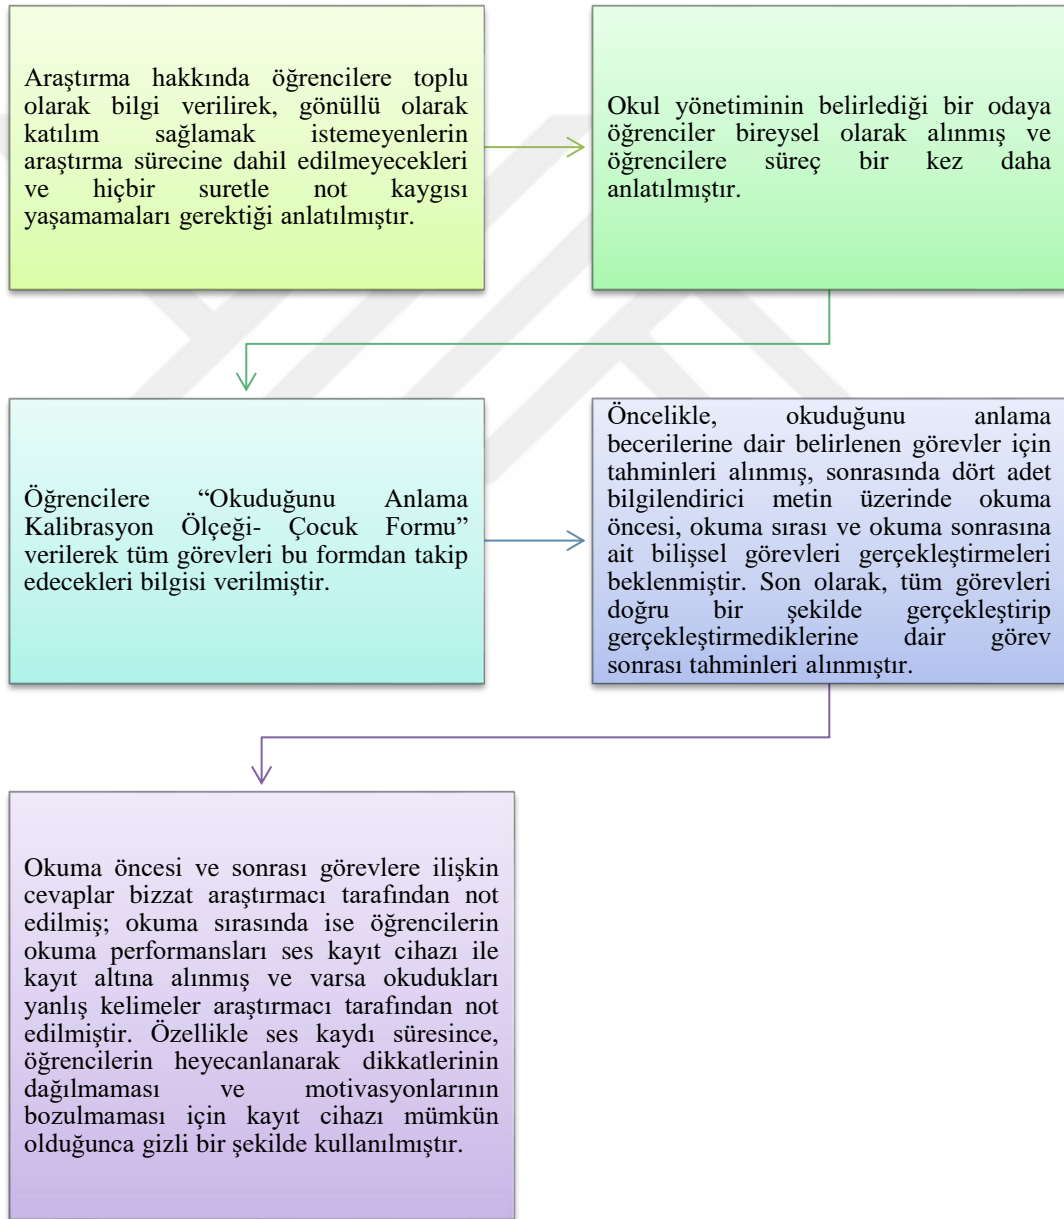 Araştırma hakkında öğrencilere toplu
olarak bilgi verilirek, gönüllü olarak
katılım sağlamak istemeyenlerin
araştırma sürecine dahil edilmeyecekleri
ve hiçbir suretle not kaygısı
yaşamamaları gerektiği anlatılmıştır.
Okul yönetiminin belirlediği bir odaya
öğrenciler bireysel olarak alınmış ve
öğrencilere süreç bir kez daha
anlatılmıştır.
Öğrencilere “Okuduğunu Anlama
Kalibrasyon Ölçeği- Çocuk Formu”
verilerek tüm görevleri bu formdan takip
edecekleri bilgisi verilmiştir.
Öncelikle, okuduğunu anlama
becerilerine dair belirlenen görevler için
tahminleri alınmış, sonrasında dört adet
bilgilendirici metin üzerinde okuma
öncesi, okuma sırası ve okuma sonrasına
ait bilişsel görevleri gerçekleştirmeleri
beklenmiştir. Son olarak, tüm görevleri
doğru bir şekilde gerçekleştirip
gerçekleştirmediklerine dair görev
sonrası tahminleri alınmıştır.
Okuma öncesi ve sonrası görevlere ilişkin
cevaplar bizzat araştırmacı tarafından not
edilmiş; okuma sırasında ise öğrencilerin
okuma performansları ses kayıt cihazı ile
kayıt altına alınmış ve varsa okudukları
yanlış kelimeler araştırmacı tarafından not
edilmiştir. Özellikle ses kaydı süresince,
öğrencilerin heyecanlanarak dikkatlerinin
dağılmaması ve motivasyonlarının
bozulmaması için kayıt cihazı mümkün
olduğunca gizli bir şekilde kullanılmıştır.